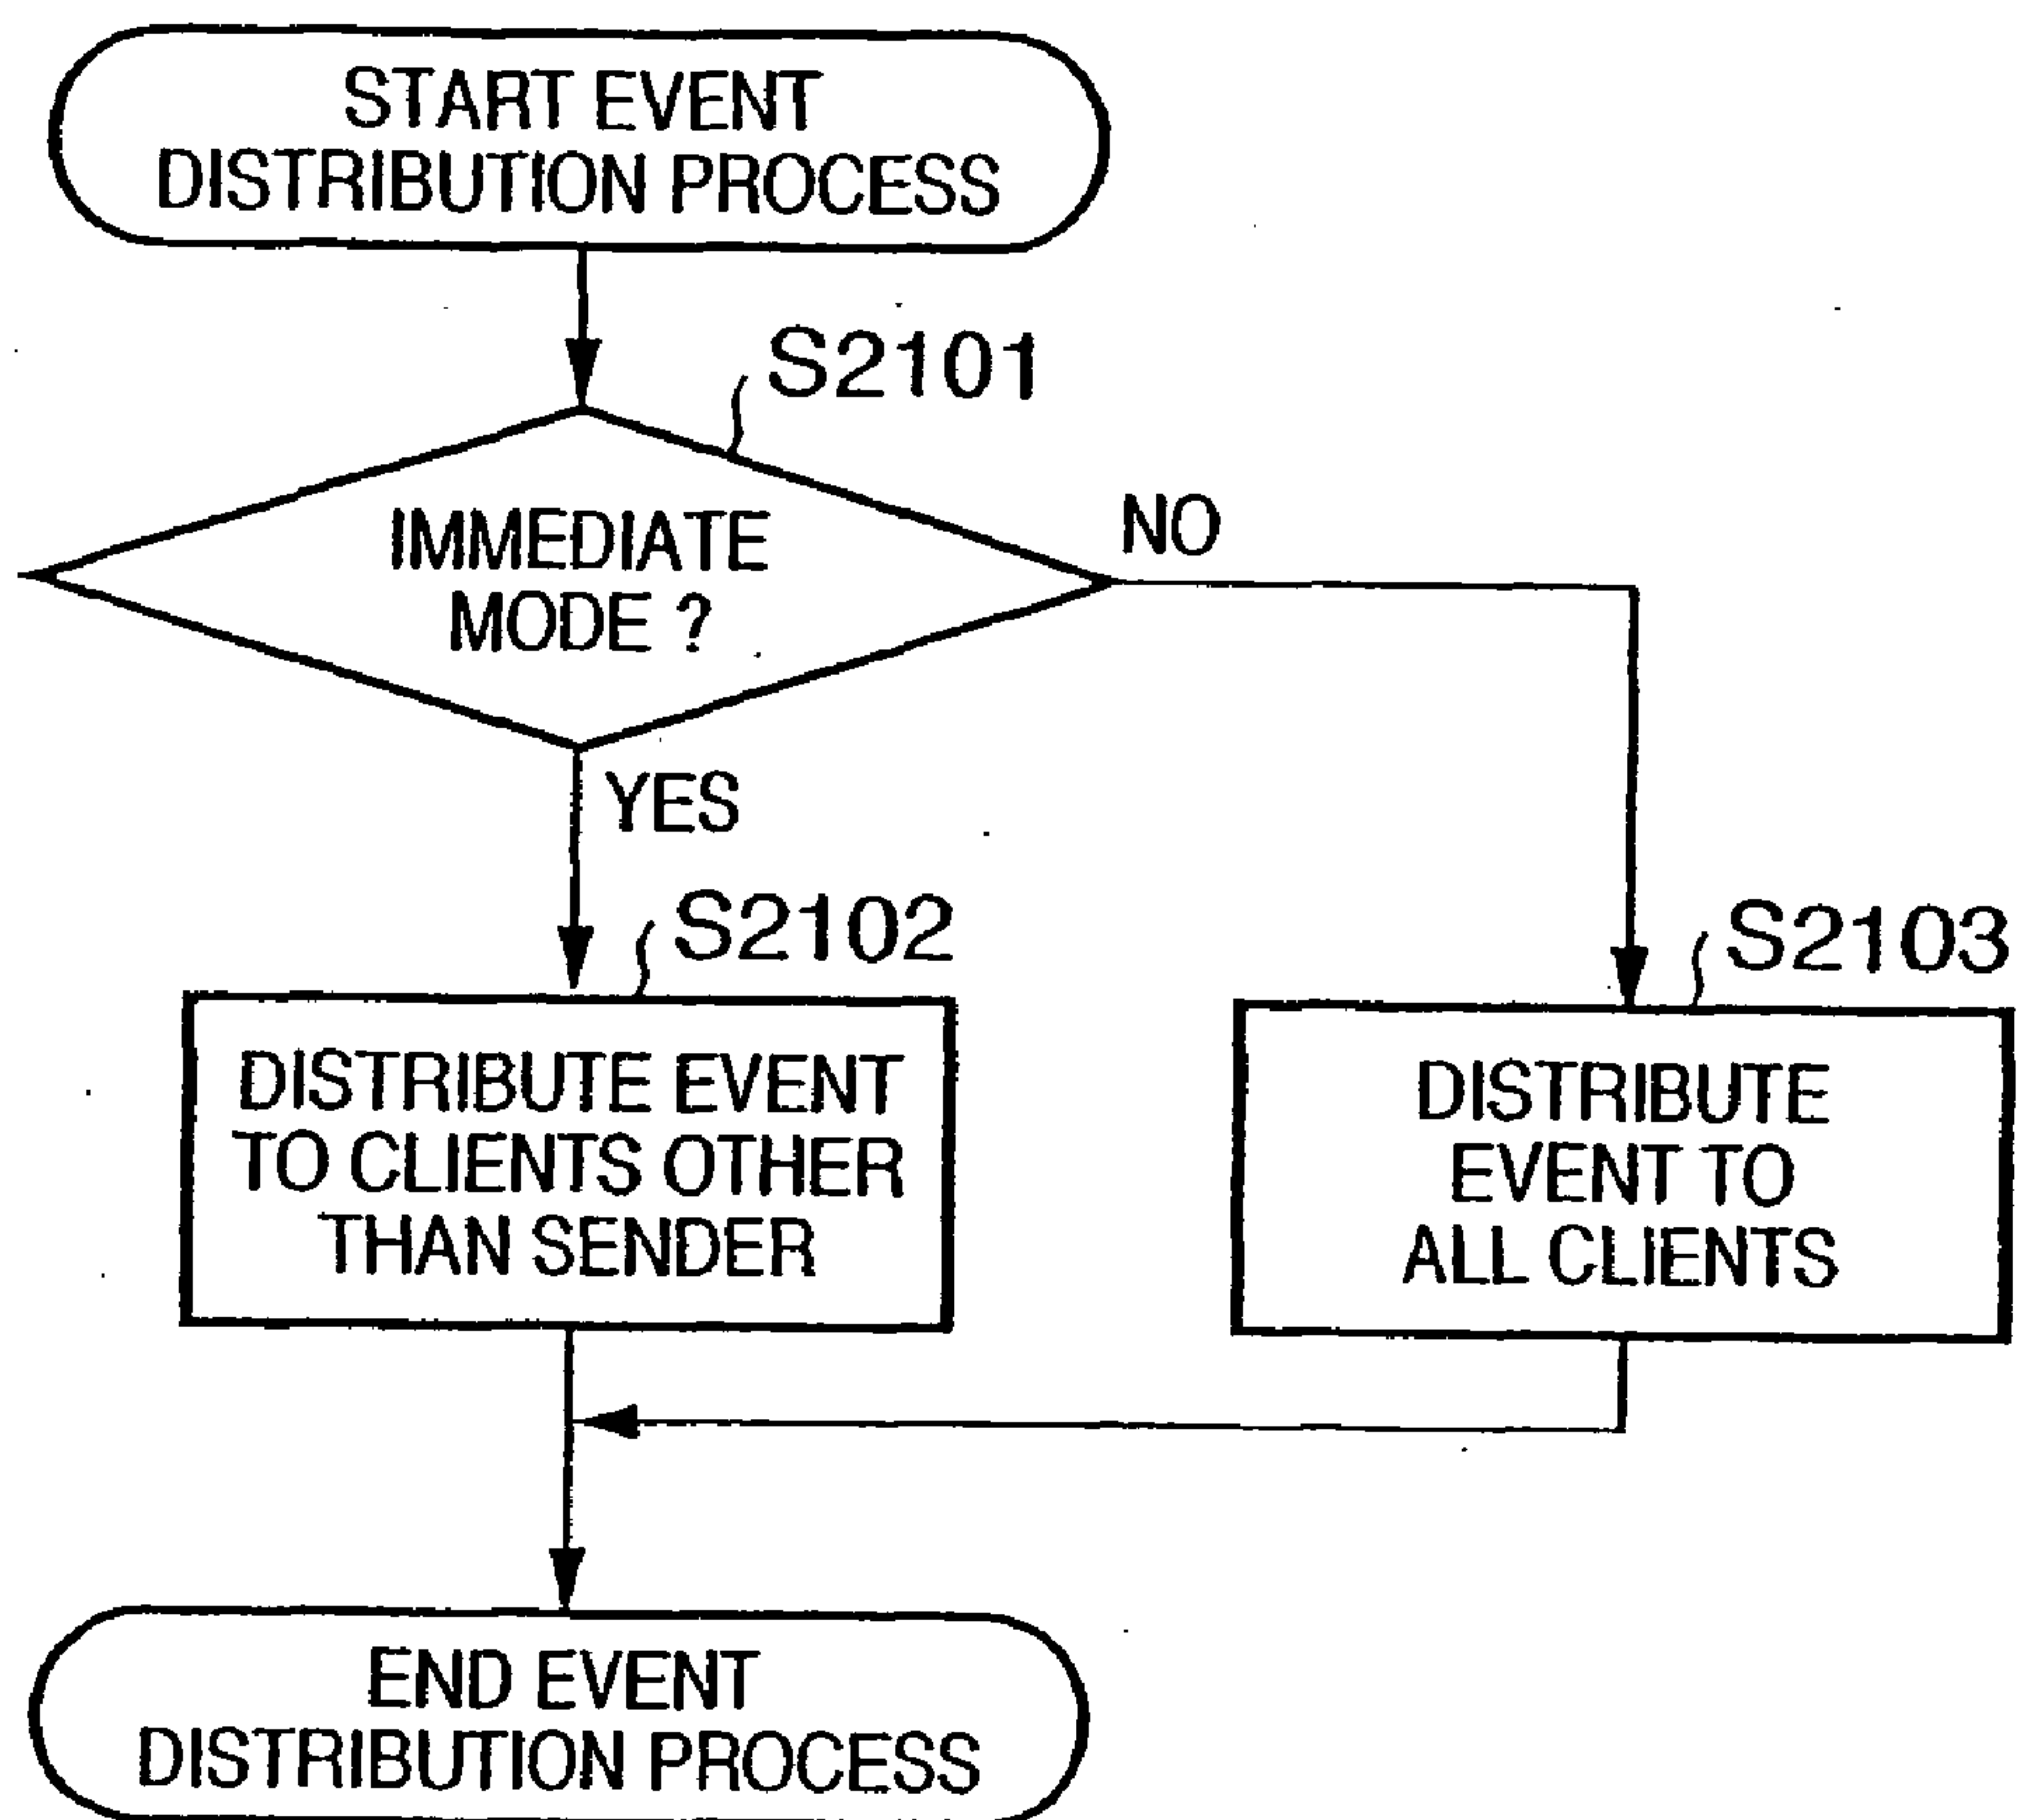 START EVENT
DISTRIBUTION PROCESS
S2101
IMMEDIATE
MODE ?
NO
YES
S2102
DISTRIBUTE EVENT
TO CLIENTS OTHER
THAN SENDER
S2103
DISTRIBUTE
EVENT TO
ALL CLIENTS
END EVENT
DISTRIBUTION PROCESS